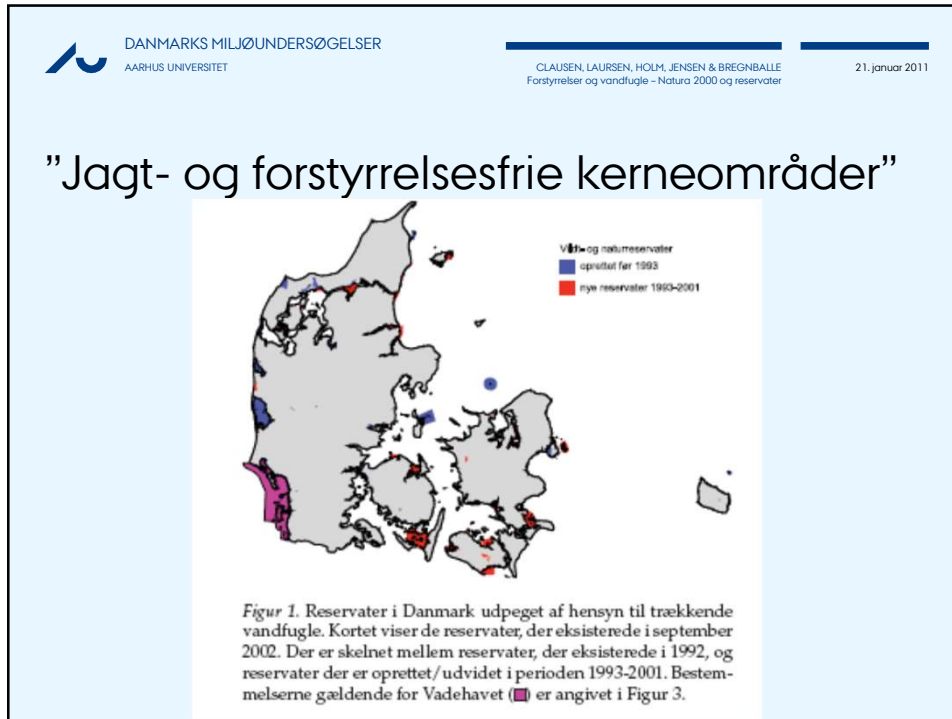 DANMARKS MILJØUNDERSØGELSER
AARHUS UNIVERSITET
CLAUSEN, LAURSEN, HOLM, JENSEN & BREGNBALLE
Forstyrrelser og vandfugle – Natura 2000 og reservater
21. januar 2011
”Jagt- og forstyrrelsesfrie kerneområder”
Vildt- og naturreservater
oprettet før 1993
nye reservater 1993-2001
Figur 1. Reservater i Danmark udpeget af hensyn til trækkende
vandfugle. Kortet viser de reservater, der eksisterede i september
2002. Der er skelnet mellem reservater, der eksisterede i 1992, og
reservater der er oprettet/udvidet i perioden 1993-2001. Bestem-
melserne gældende for Vadehavet (■) er angivet i Figur 3.